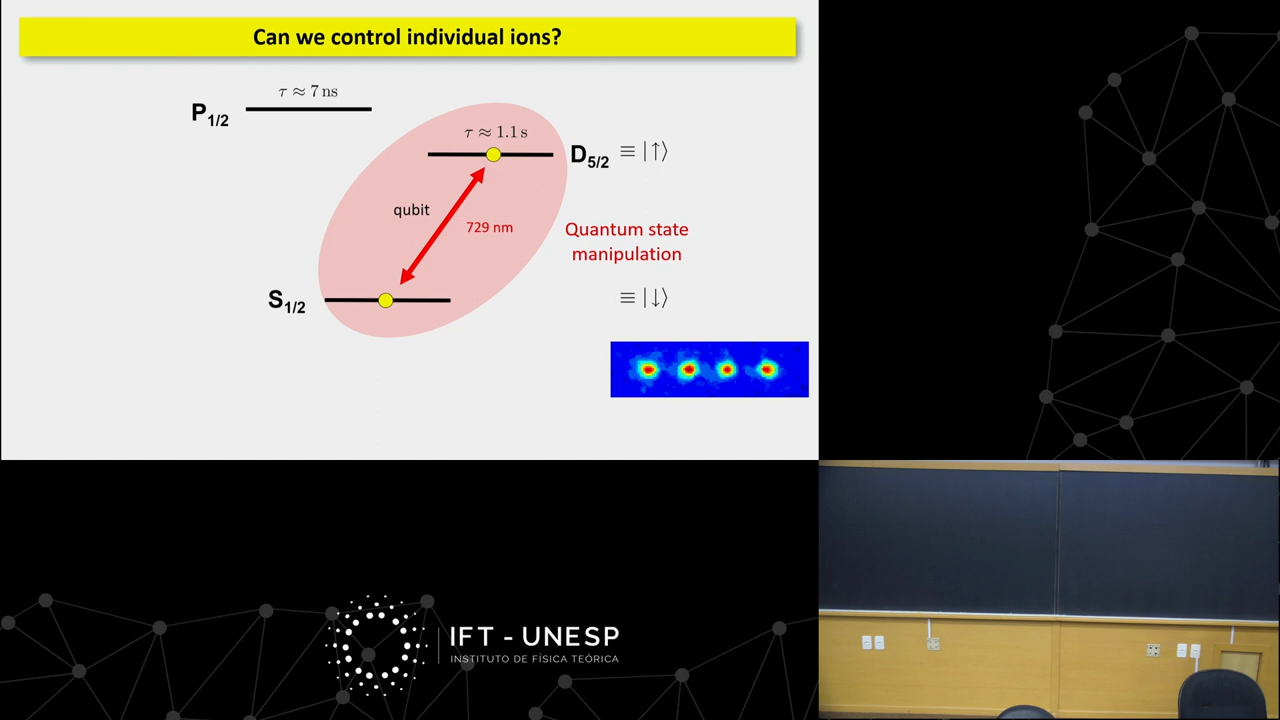 Can we control individual ions?
τ ≈ 7 ns
P1/2
τ ≈ 1.1 s
D5/2 ≡ |↑⟩
qubit
729 nm
Quantum state
manipulation
S1/2
≡ |↓⟩
IFT - UNESP
INSTITUTO DE FÍSICA TEÓRICA